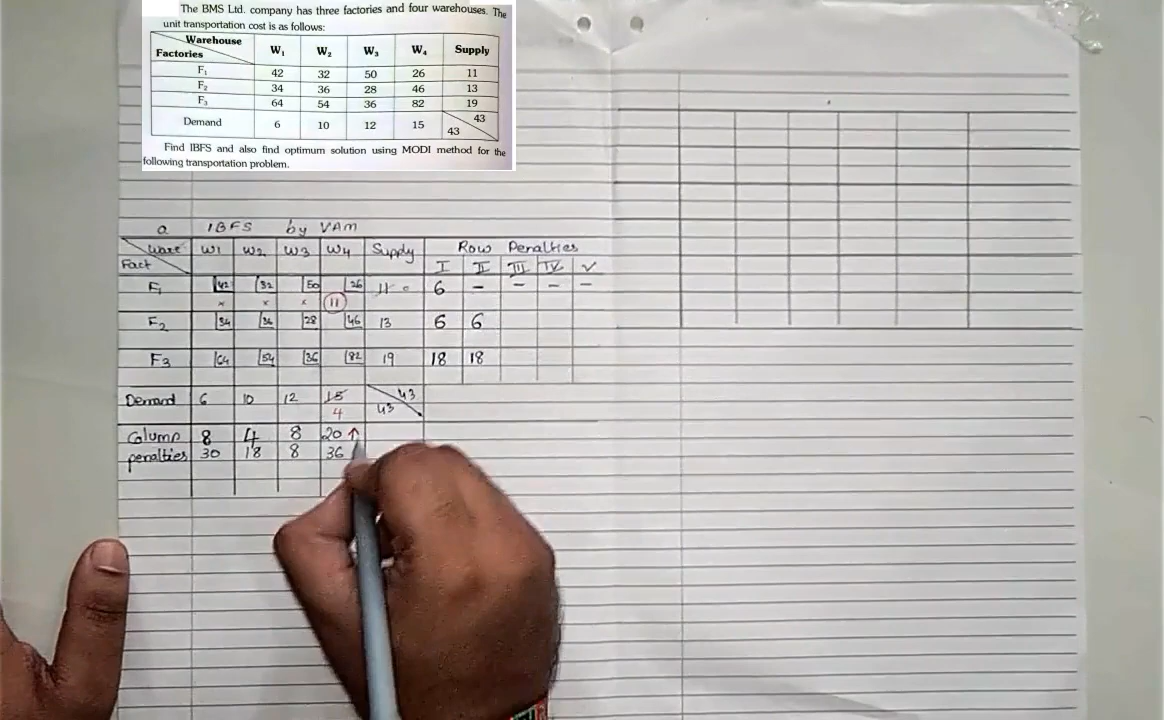 The BMS Ltd. company has three factories and four warehouses. The
unit transportation cost is as follows:
Warehouse
Factories W1 W2 W3 W4 Supply
F1 42 32 50 26 11
F2 34 36 28 46 13
F3 64 54 36 82 19
Demand 6 10 12 15 43
43
Find IBFS and also find optimum solution using MODI method for the
following transportation problem.
a IBFS by VAM
Ware W1 W2 W3 W4 Supply Row Penalties
Fact I II III IV V
F1 42 32 50 26 11 0 6 - - - -
x x x 11
F2 34 36 28 46 13 6 6
F3 64 54 36 82 19 18 18
Demand 6 10 12 15 43
4 43
Column 8 4 8 20 ↑
penalties 30 18 8 36